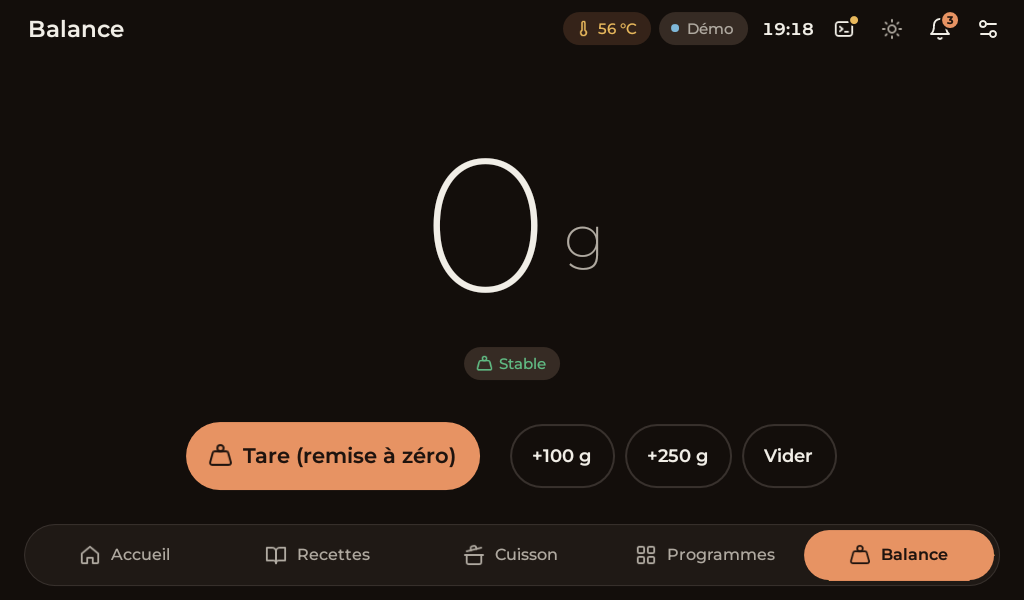 Balance
56 °C
Démo
19:18
3
0 g
Stable
Tare (remise à zéro)
+100 g
+250 g
Vider
Accueil
Recettes
Cuisson
Programmes
Balance